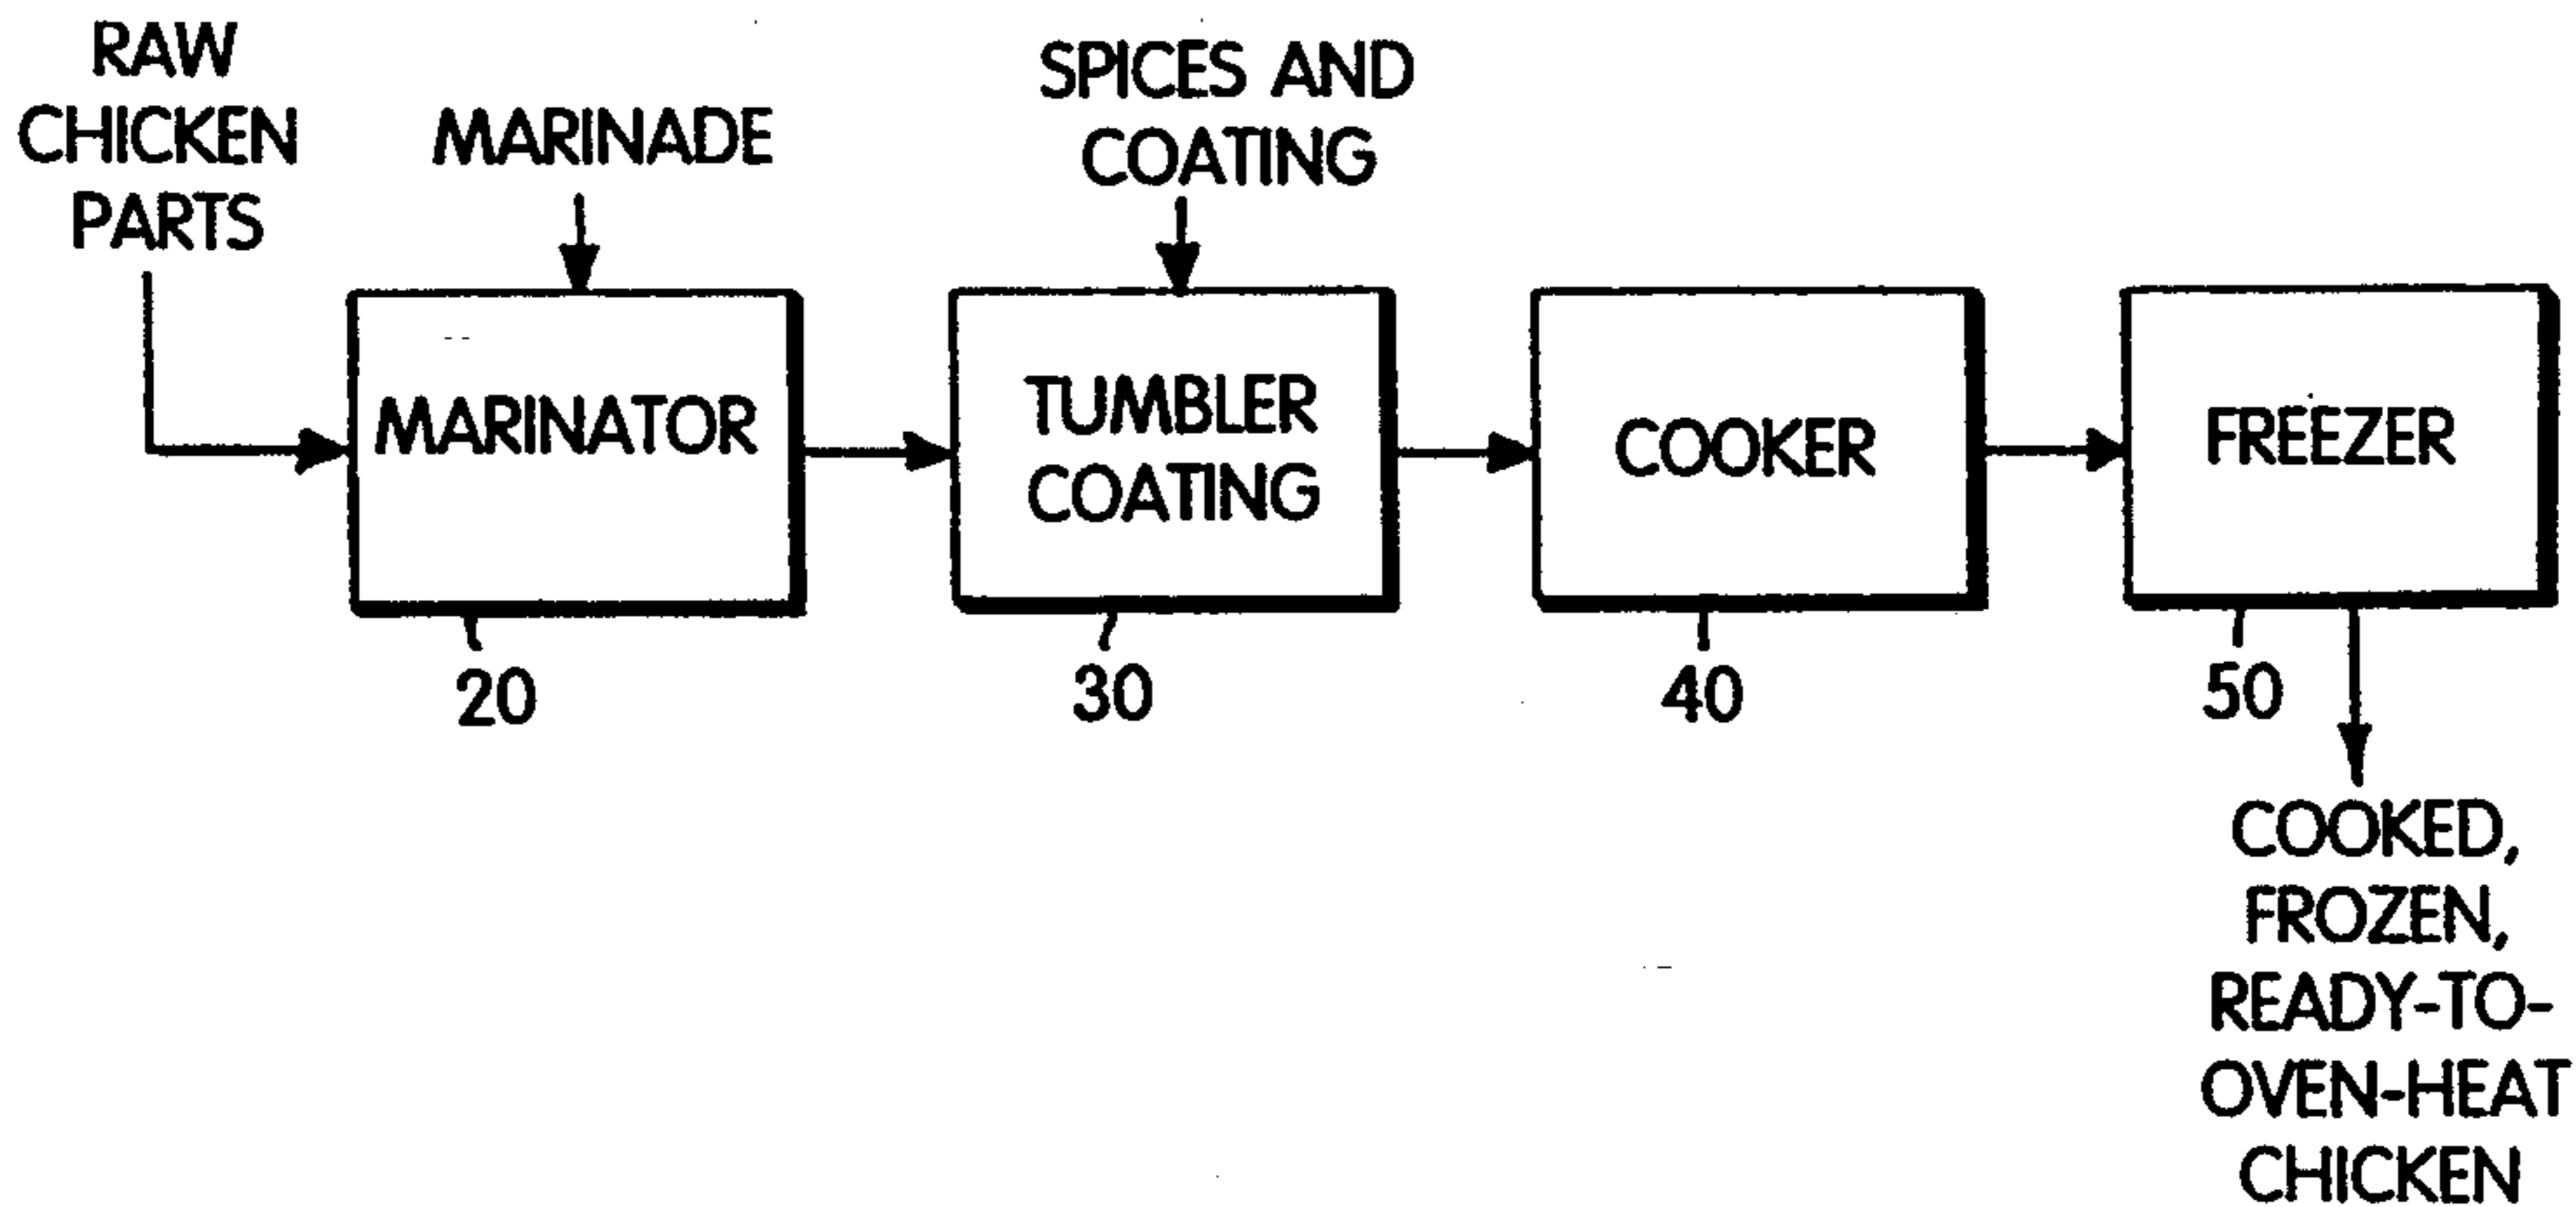 RAW
CHICKEN
PARTS
MARINADE
SPICES AND
COATING
MARINATOR
TUMBLER
COATING
COOKER
FREEZER
20
30
40
50
COOKED,
FROZEN,
READY-TO-
OVEN-HEAT
CHICKEN